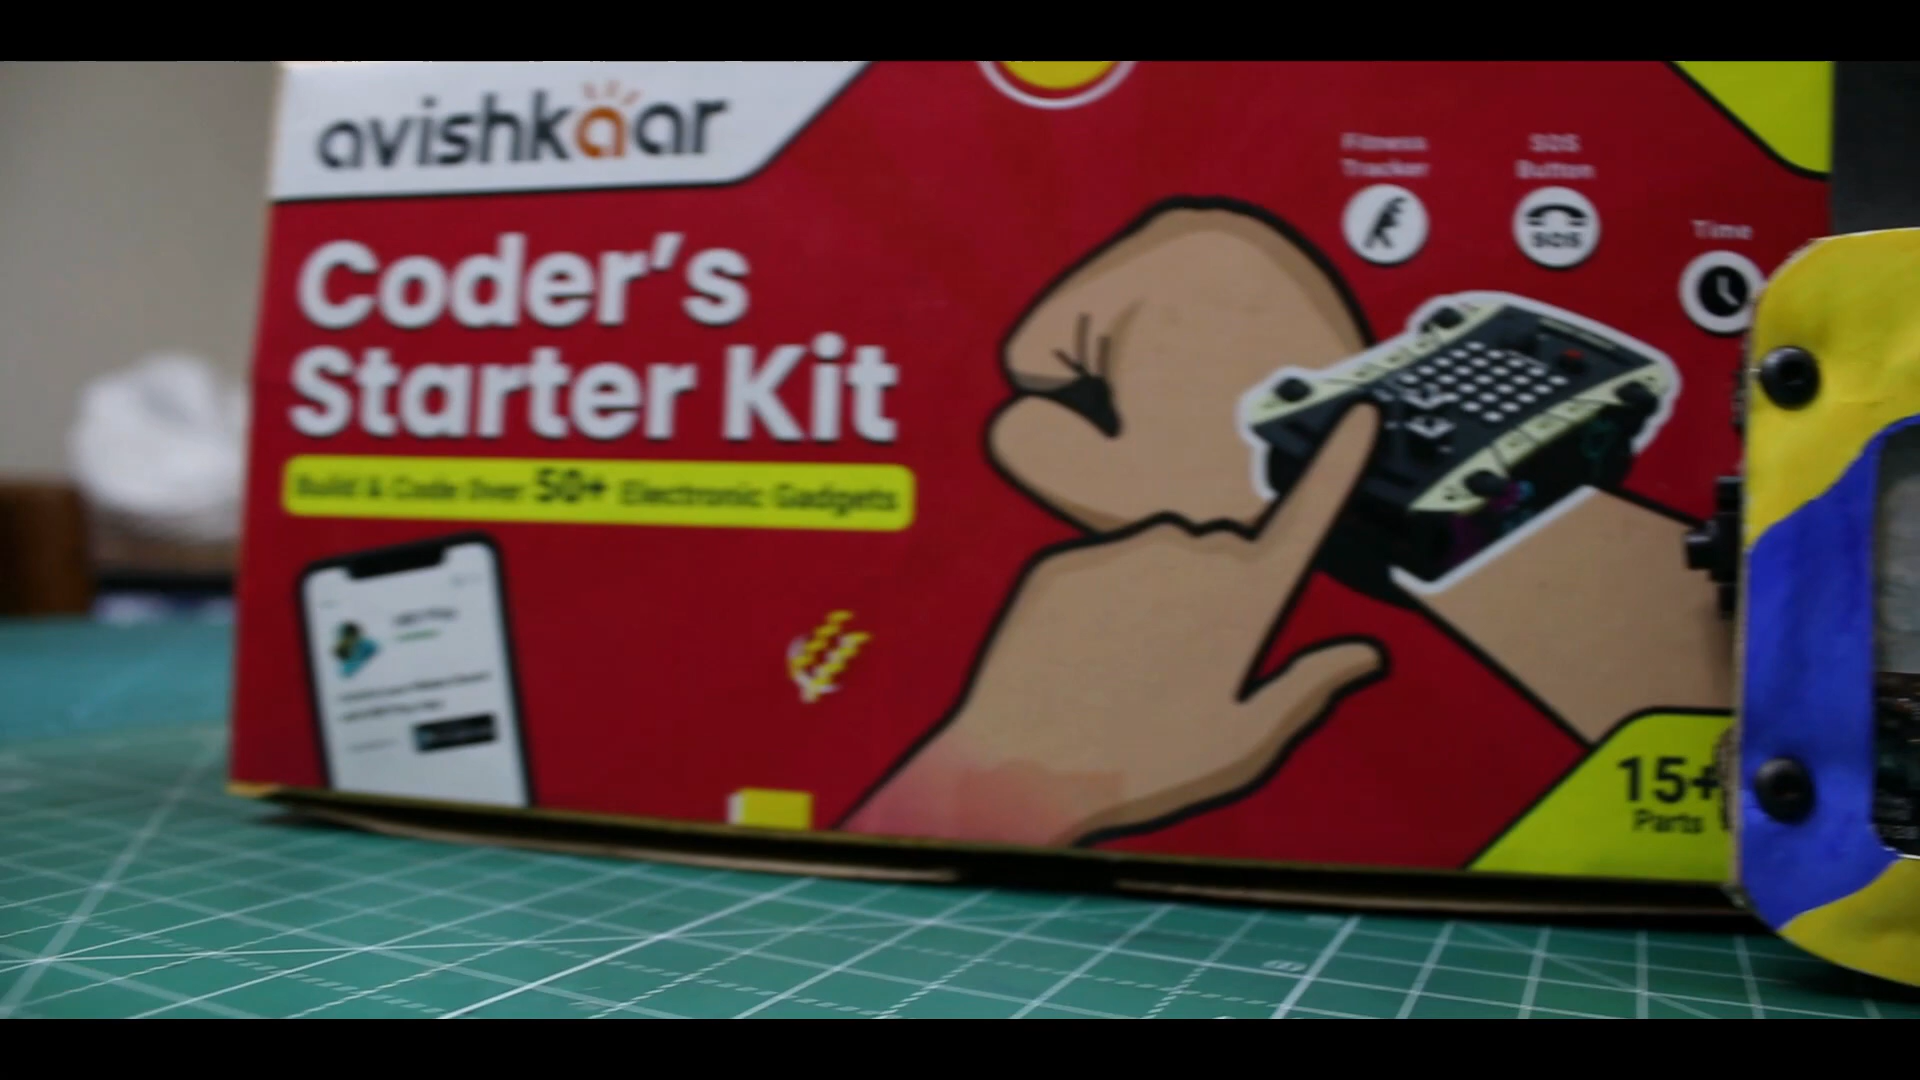 avishkaar
Coder's
Starter Kit
Build & Code Over 50+ Electronic Gadgets
Fitness
Tracker
SOS
Button
SOS
Time
15+
Parts